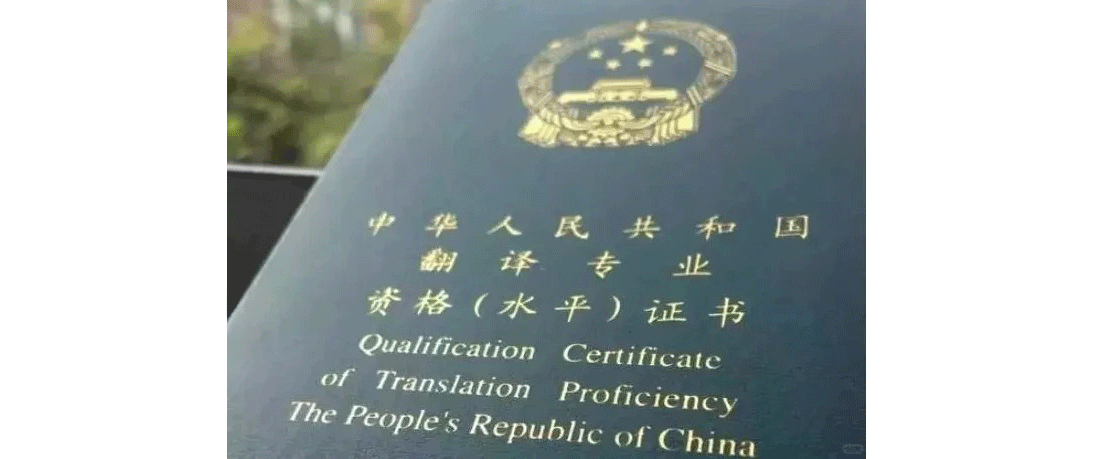 中华人民共和国
翻译专业
资格(水平)证书
Qualification Certificate
of Translation Proficiency
The People's Republic of China